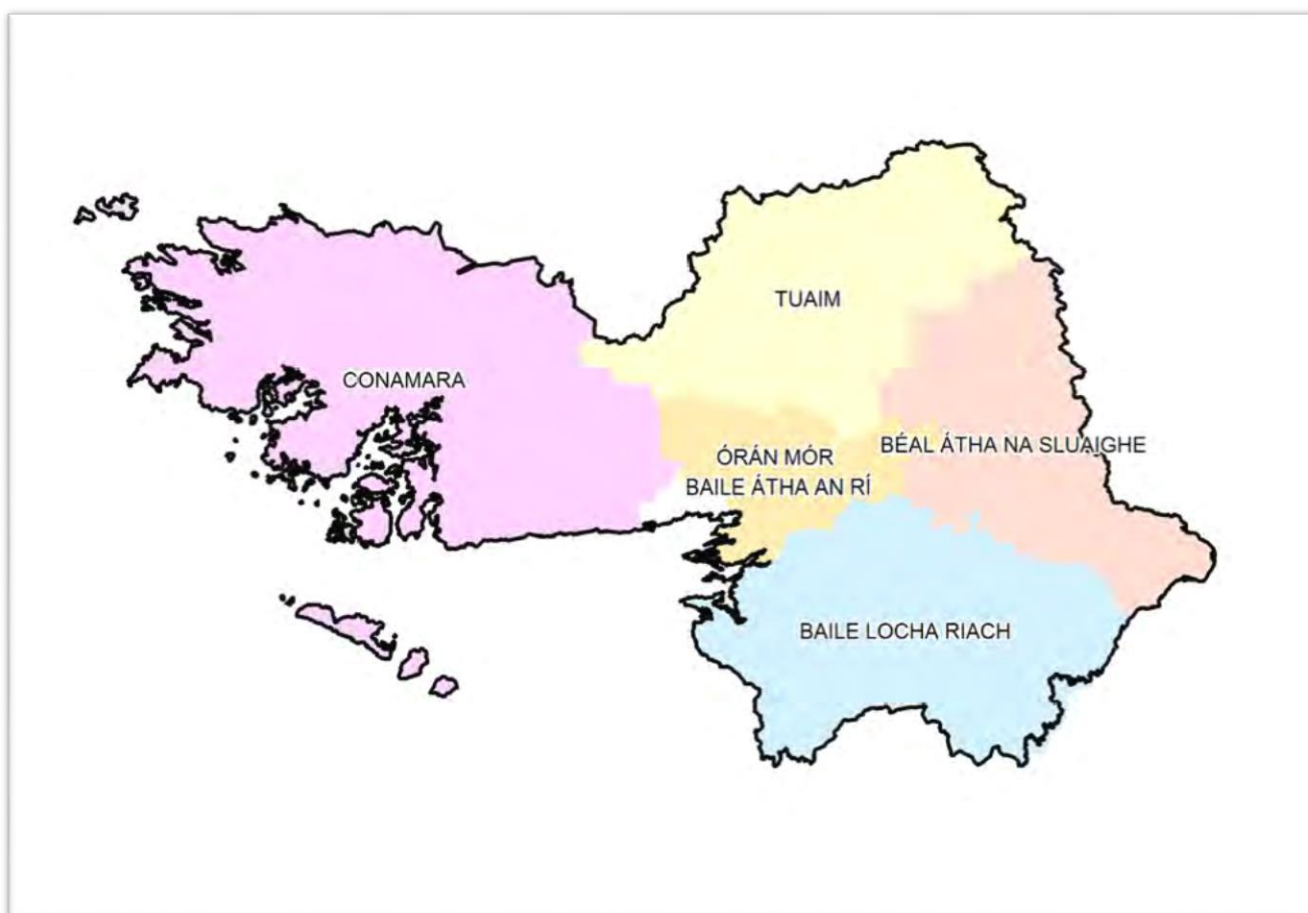 TUAIM
CONAMARA
ÓRÁN MÓR
BAILE ÁTHA AN RÍ
BÉAL ÁTHA NA SLUAIGHE
BAILE LOCHA RIACH